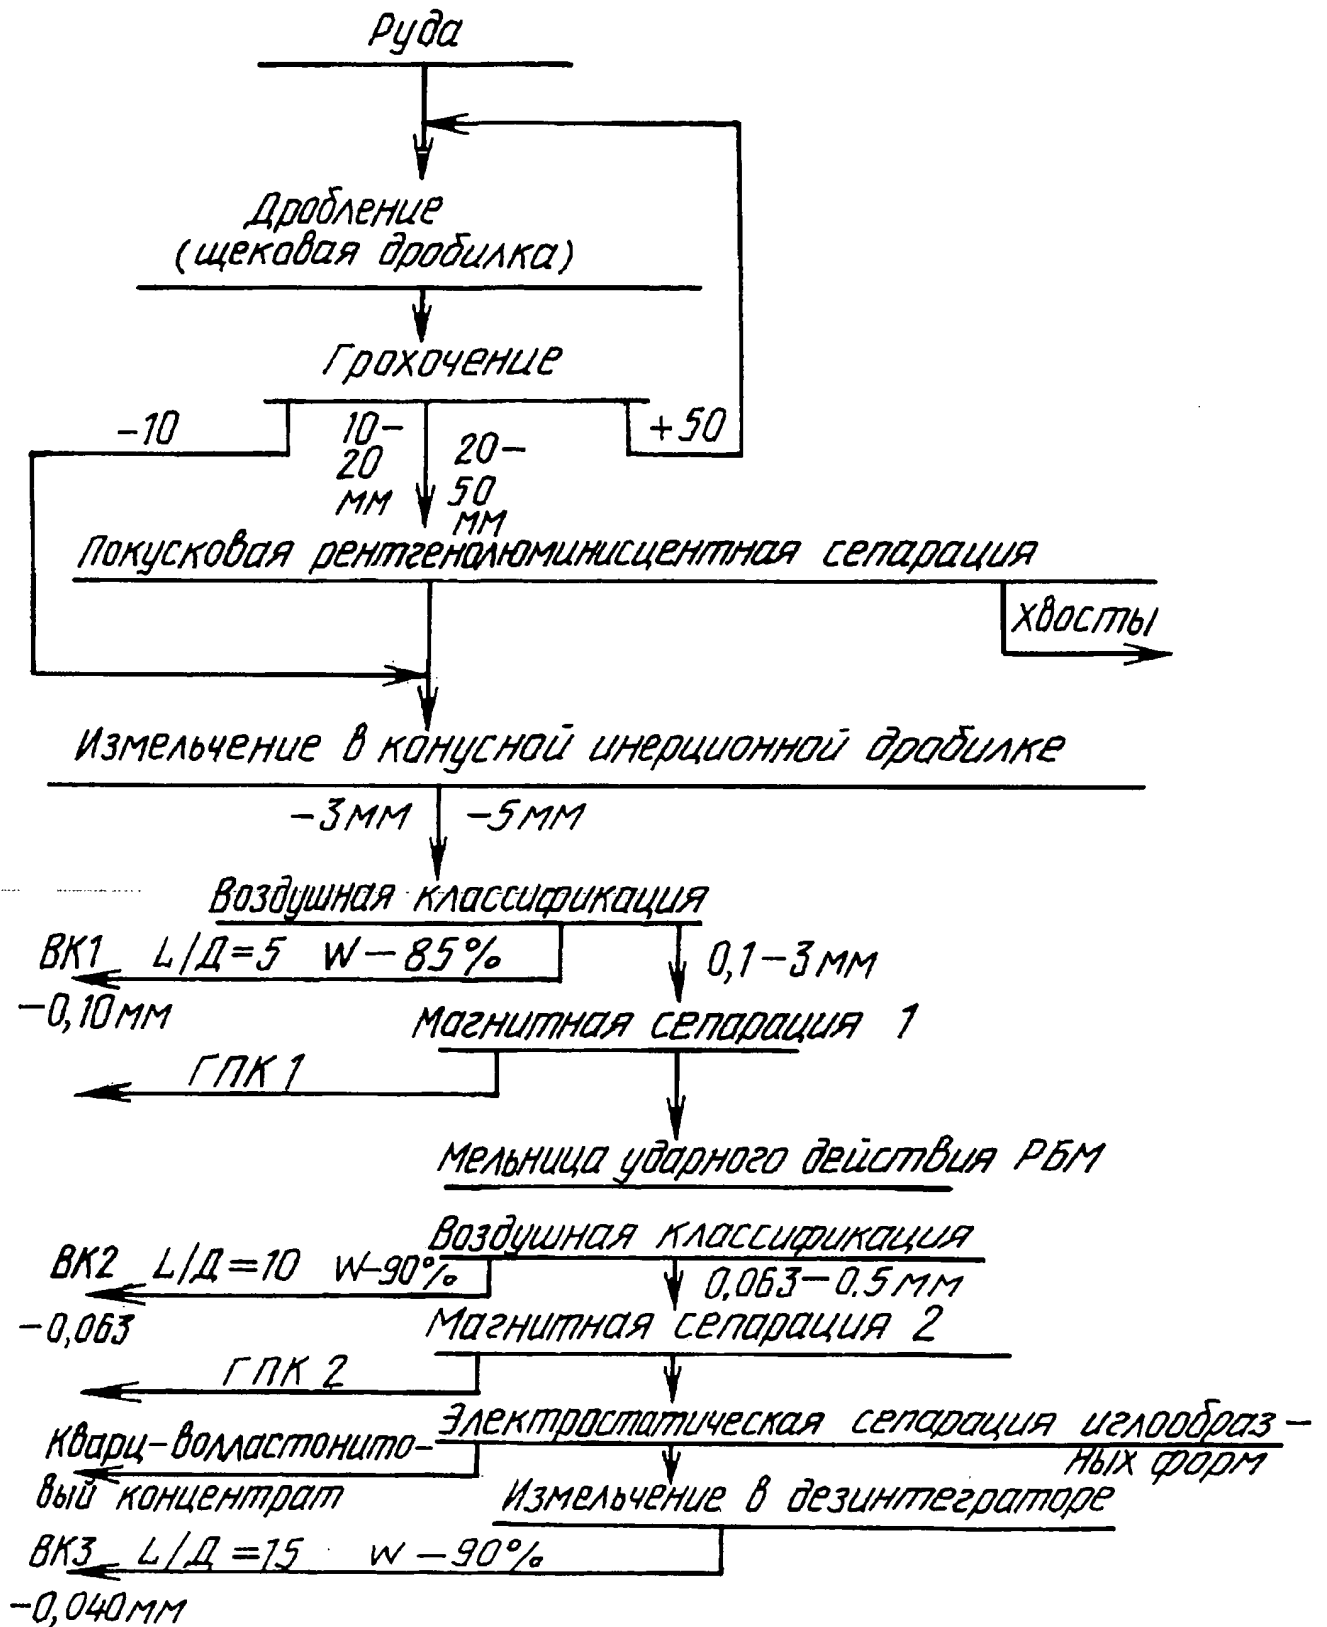 Руда
Дробление
(щековая дробилка)
Грохочение
-10
10-
20
мм
20-
50
мм
+50
Покусковая рентгенолюминисцентная сепарация
хвосты
Измельчение в конусной инерционной дробилке
-3мм
-5мм
Воздушная классификация
ВК1 L/Д=5 W-85%
-0,10мм
0,1-3мм
Магнитная сепарация 1
ГПК1
Мельница ударного действия РБМ
Воздушная классификация
ВК2 L/Д=10 W-90%
-0,063
0,063-0.5мм
Магнитная сепарация 2
ГПК 2
Электростатическая сепарация иглообраз-
ных форм
Кварц-волластонито-
вый концентрат
Измельчение в дезинтеграторе
ВК3 L/Д=15 W-90%
-0,040мм